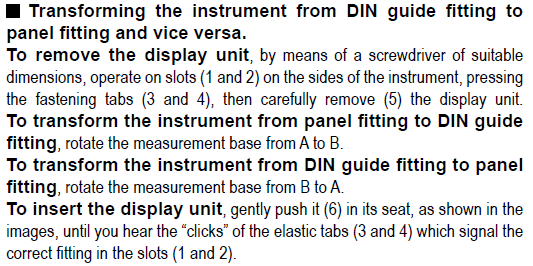 ■ Transforming the instrument from DIN guide fitting to
panel fitting and vice versa.
To remove the display unit, by means of a screwdriver of suitable
dimensions, operate on slots (1 and 2) on the sides of the instrument, pressing
the fastening tabs (3 and 4), then carefully remove (5) the display unit.
To transform the instrument from panel fitting to DIN guide
fitting, rotate the measurement base from A to B.
To transform the instrument from DIN guide fitting to panel
fitting, rotate the measurement base from B to A.
To insert the display unit, gently push it (6) in its seat, as shown in the
images, until you hear the “clicks” of the elastic tabs (3 and 4) which signal the
correct fitting in the slots (1 and 2).